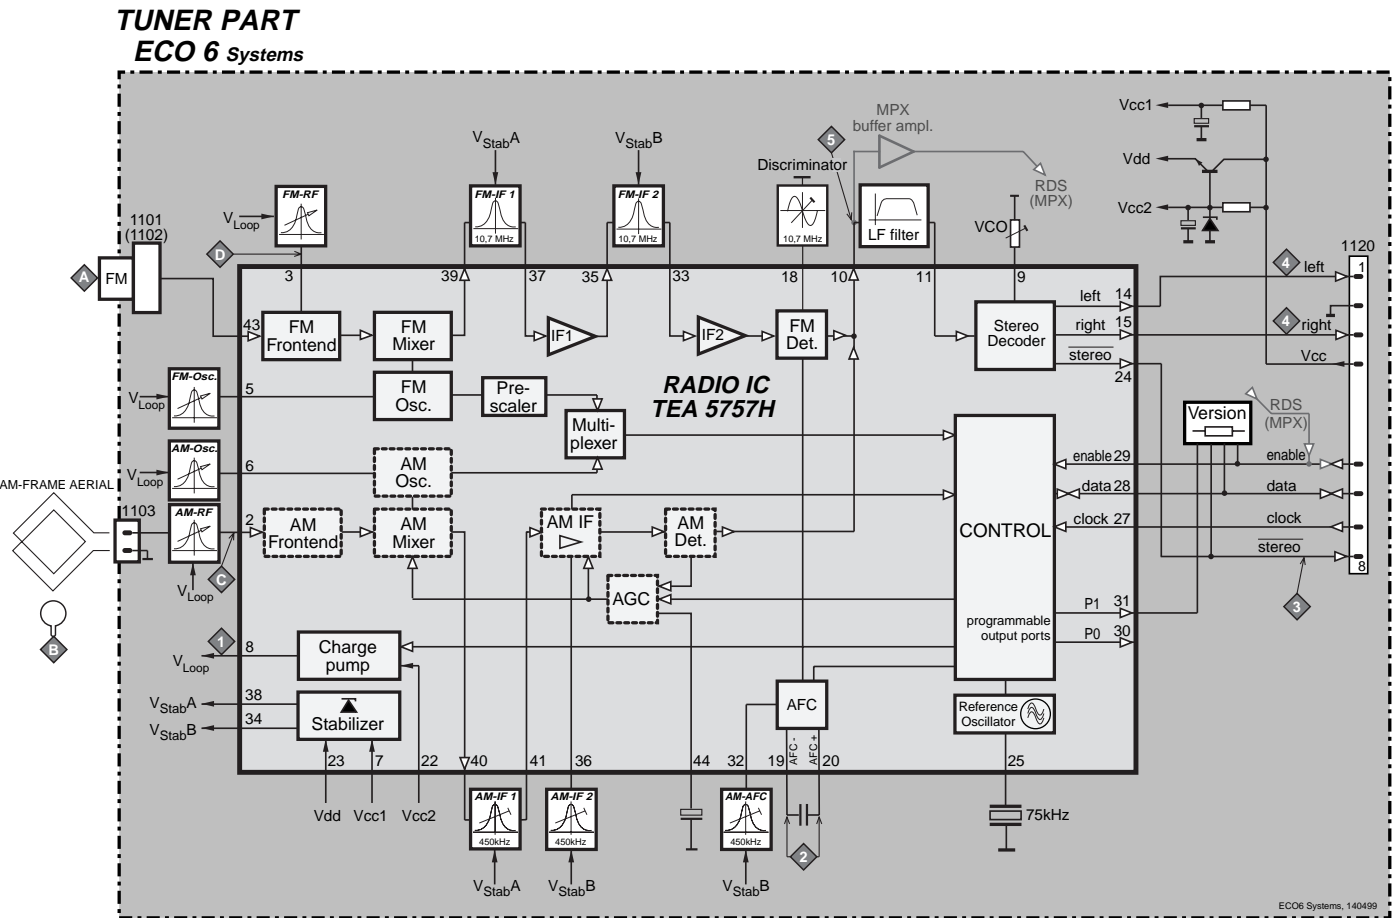 TUNER PART
ECO 6 Systems
Vcc1
Vdd
Vcc2
MPX
buffer ampl.
5
Discriminator
RDS
(MPX)
VStabA
VStabB
FM-RF
VLoop
FM-IF 1
10,7 MHz
FM-IF 2
10,7 MHz
10,7 MHz
LF filter
VCO
1101
(1102)
A
FM
D
3
39
37
35
33
18
10
11
9
1120
1
4
left
left
14
4
right
right
15
stereo
24
Vcc
43
FM
Frontend
FM
Mixer
IF1
IF2
FM
Det.
Stereo
Decoder
FM-Osc.
VLoop
5
FM
Osc.
Pre-
scaler
RADIO IC
TEA 5757H
Multi-
plexer
Version
RDS
(MPX)
AM-Osc.
VLoop
6
AM
Osc.
enable
29
enable
data
28
data
clock
27
clock
stereo
8
3
AM-FRAME AERIAL
1103
AM-RF
VLoop
2
C
B
AM
Frontend
AM
Mixer
AM IF
AM
Det.
AGC
CONTROL
programmable
output ports
P1
31
P0
30
1
8
VLoop
Charge
pump
VStabA
38
VStabB
34
Stabilizer
AFC
Reference
Oscillator
AFC -
AFC +
23
7
22
40
41
36
44
32
19
20
25
Vdd
Vcc1
Vcc2
AM-IF 1
450kHz
AM-IF 2
450kHz
AM-AFC
450kHz
2
75kHz
VStabA
VStabB
VStabB
ECO6 Systems, 140499